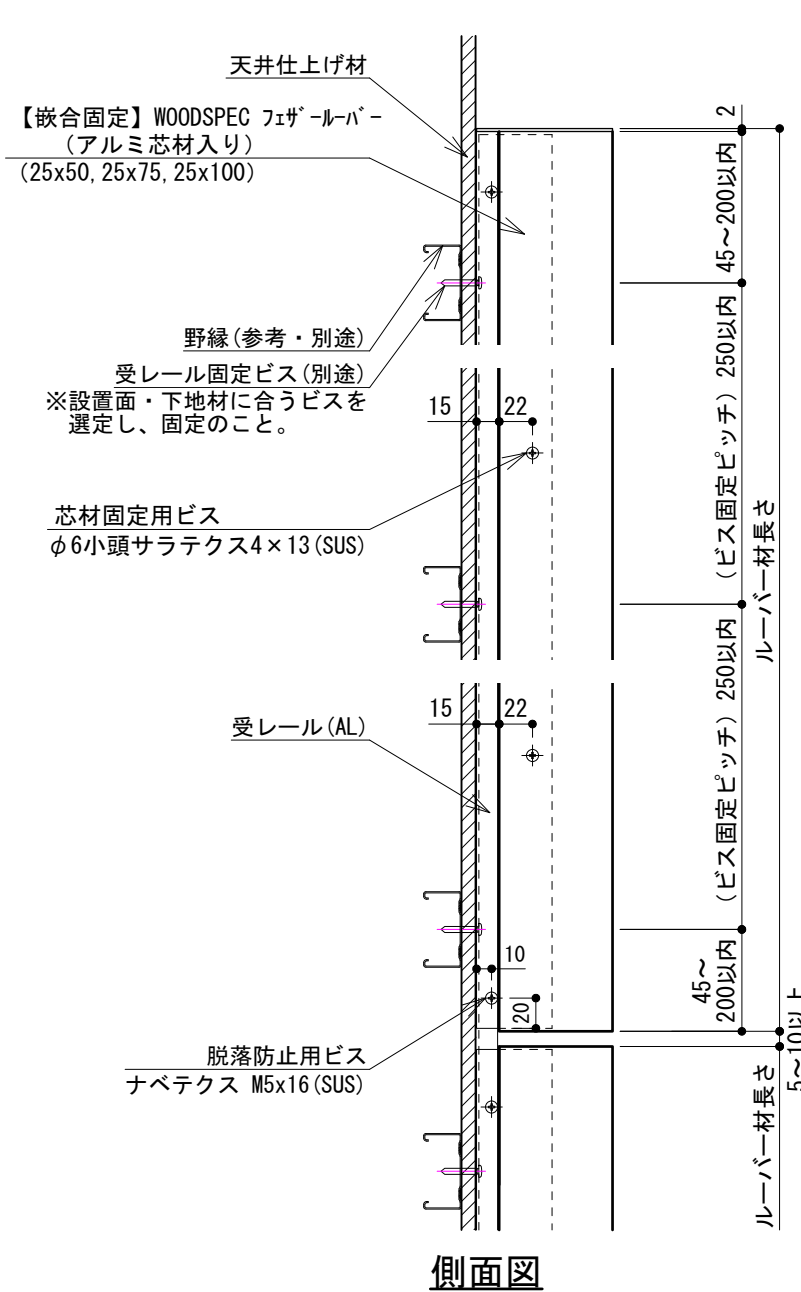 天井仕上げ材
【嵌合固定】WOODSPEC ﾌｪｻﾞｰﾙｰﾊﾞｰ
(アルミ芯材入り)
(25x50, 25x75, 25x100)
野縁(参考・別途)
受レール固定ビス(別途)
※設置面・下地材に合うビスを
選定し、固定のこと。
15
22
芯材固定用ビス
φ6小頭サラテクス4×13(SUS)
15
22
受レール(AL)
10
20
脱落防止用ビス
ナベテクス M5x16(SUS)
2
45～200以内
(ビス固定ピッチ) 250以内
(ビス固定ピッチ) 250以内
45～
200以内
ルーバー材長さ
5～10以上
ルーバー材長さ
側面図